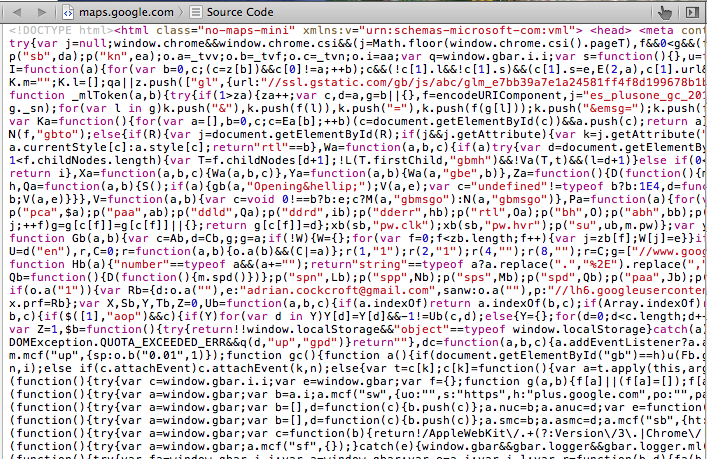 maps.google.com Source Code
<!DOCTYPE html><html class="no-maps-mini" xmlns:v="urn:schemas-microsoft-com:vml"> <head> <meta cont
try{var j=null;window.chrome&&window.chrome.csi&&(j=Math.floor(window.chrome.csi().pageT),f&&0<g&&(f
p("sb",da);p("kn",ea);o.a=_tvv;o.b=_tvf;o.c=_tvn;o.i=aa;var q=window.gbar.i.i;var s=function(){},u=f
I=function(a){for(var b=0,c;(c=z[b])&&c[0]!=a;++b);c&&(!c[1].l&&!c[1].s)&&(c[1].s=e,E(2,a),c[1].url&
K.m="";K.l=[];qa||z.push(["gl",{url:"//ssl.gstatic.com/gb/js/abc/glm_e7bb39a7e1a24581ff4f8d199678b1b
function _mlToken(a,b){try{if(1>za){za++;var c,d=a,g=b||{},f=encodeURIComponent,j="es_plusone_gc_201
g._sn);for(var l in g)k.push("&"),k.push(f(l)),k.push("="),k.push(f(g[l]));k.push("&emsg=");k.push(j
var Ka=function(){for(var a=[],b=0,c;c=Ea[b];++b)(c=document.getElementById(c))&&a.push(c);return a}
N(f,"gbto");else if(R){var j=document.getElementById(R);if(j&&j.getAttribute){var k=j.getAttribute("
a.currentStyle[c]:a.style[c];return"rtl"==b},Wa=function(a,b,c){if(a)try{var d=document.getElementBy
1<f.childNodes.length){var T=f.childNodes[d+1];!L(T.firstChild,"gbmh")&&!Va(T,t)&&(l=d+1)}else if(0<
return i},Xa=function(a,b,c){Wa(a,b,c)},Ya=function(a,b){Wa(a,"gbe",b)},Za=function(){D(function(){m
h,Qa=function(a,b){S();if(a){gb(a,"Opening&hellip;");V(a,e);var c="undefined"!=typeof b?b:1E4,d=func
b;V(a,e)}}},V=function(a,b){var c=void 0!==b?b:e;c?M(a,"gbmsgo"):N(a,"gbmsgo")},Pa=function(a){for(v
p("pca",$a);p("paa",ab);p("ddld",Qa);p("ddrd",ib);p("dderr",hb);p("rtl",Oa);p("bh",O);p("abh",bb);p(
j;++f)g=g[c[f]]=g[c[f]]||{};return g[c[f]=d};xb(sb,"pw.clk");xb(sb,"pw.hvr");p("su",ub,m.pw)};var y
function Gb(a,b){var c=Ab,d=Cb,g;g=a;if(!W){W={};for(var f=0;f<zb.length;f++){var j=zb[f];W[j]=e}}if
U=d("en"),r,C=0;r=function(a,b){o.a(b)&&(C|=a)};r(1,"1");r(2,"1");r(4,"");r(8,"");r=C;g=["//www.goog
function Hb(a){"number"==typeof a&&(a+="");return"string"==typeof a?a.replace(".","%2E").replace(","
Qb=function(){D(function(){m.spd()})};p("spn",Lb);p("spp",Nb);p("sps",Mb);p("spd",Qb);p("paa",Jb);p(
if(o.a("1")){var Rb={d:o.a(""),e:"adrian.cockcroft@gmail.com",sanw:o.a(""),p:"//lh6.googleuserconten
x.prf=Rb};var X,Sb,Y,Tb,Z=0,Ub=function(a,b,c){if(a.indexOf)return a.indexOf(b,c);if(Array.indexOf)
b,c){if($([1],"aop")&&c){if(Y)for(var d in Y)Y[d]=Y[d]&&-1!=Ub(c,d);else{Y={};for(d=0;d<c.length;d++
var Z=1,$b=function(){try{return!!window.localStorage&&"object"==typeof window.localStorage}catch(a)
DOMException.QUOTA_EXCEEDED_ERR&&q(d,"up","gpd")}return""},dc=function(a,b,c){a.addEventListener?a.
m.mcf("up",{sp:o.b("0.01",1)});function gc(){function a(){if(document.getElementById("gb")==h)u(Fb.g
n,i);else if(c.attachEvent)c.attachEvent(k,n);else{var t=c[k];c[k]=function(){var a=t.apply(this,arg
(function(){try{var c=window.gbar.i.i;var e=window.gbar;var f={};function g(a,b){f[a]||(f[a]=[]);f[a
(function(){try{var b=window.gbar;var a=b.i.i;a.mcf("sw",{uo:"",s:"https",h:"plus.google.com",po:"",pa
(function(){try{var a=window.gbar;var b=[],d=function(c){b.push(c)};a.nuc=b;a.anuc=d;var e=function(
(function(){try{var a=window.gbar;var b=[],d=function(c){b.push(c)};a.smc=b;a.asmc=d;a.mcf("sb",{ht:
(function(){try{var a=window.gbar;var c=function(b){return!/AppleWebKit\/.+(?:Version\/3\.|Chrome\/
(function(){try{var a=window.gbar;a.mcf("sf",{});}catch(e){window.gbar&&gbar.logger&&gbar.logger.ml(